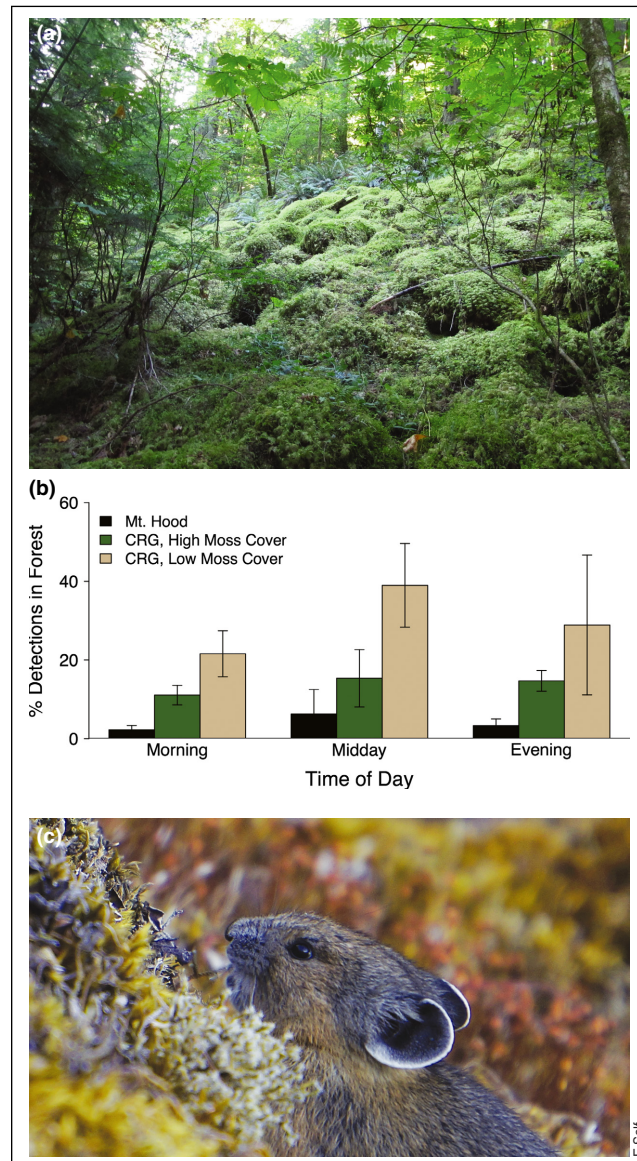 (a)
(b)
60
Mt. Hood
CRG, High Moss Cover
CRG, Low Moss Cover
40
% Detections in Forest
20
0
Morning Midday Evening
Time of Day
(c)